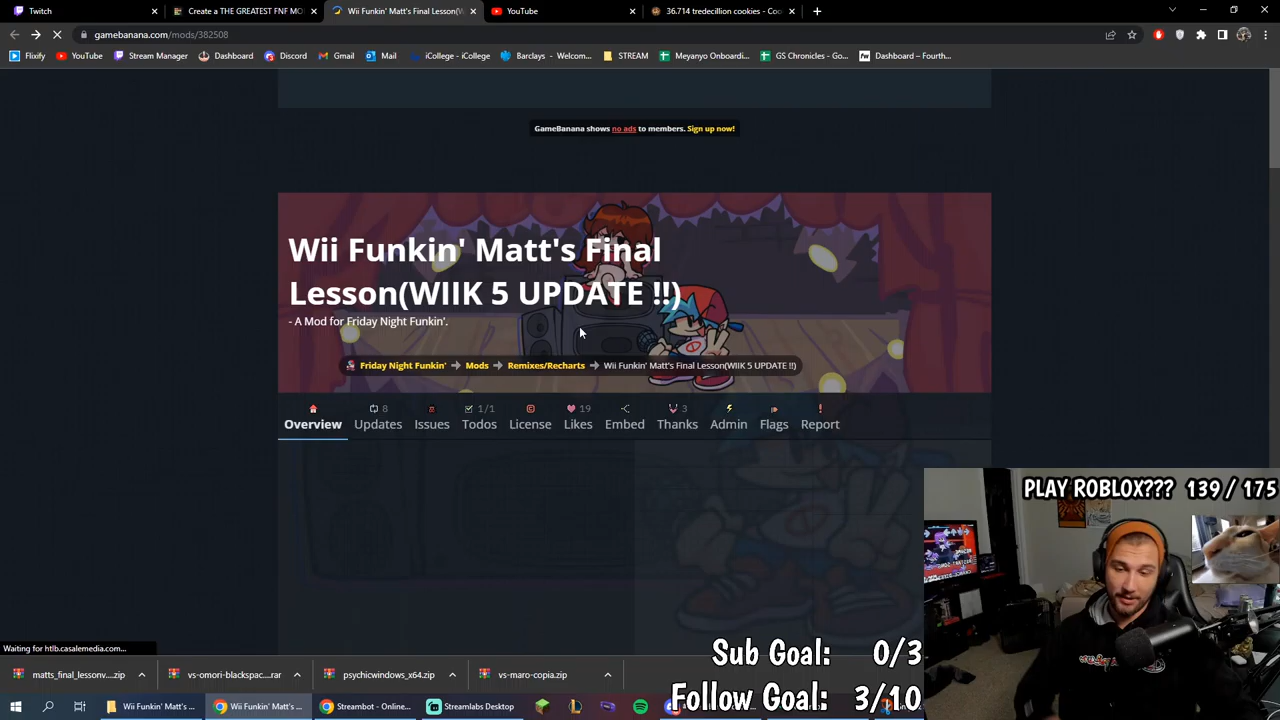 Twitch
Create a THE GREATEST FNF MO
Wii Funkin' Matt's Final Lesson(W
YouTube
36.714 tredecillion cookies - Coo
gamebanana.com/mods/382508
Flixify
YouTube
Stream Manager
Dashboard
Discord
Gmail
Mail
iCollege - iCollege
Barclays - Welcom...
STREAM
Meyanyo Onboardi...
GS Chronicles - Go...
Dashboard – Fourth...
GameBanana shows no ads to members. Sign up now!
Wii Funkin' Matt's Final
Lesson(WIIK 5 UPDATE !!)
- A Mod for Friday Night Funkin'.
Friday Night Funkin' Mods Remixes/Recharts Wii Funkin' Matt's Final Lesson(WIIK 5 UPDATE !!)
8 1/1 19 3
Overview Updates Issues Todos License Likes Embed Thanks Admin Flags Report
PLAY ROBLOX??? 139 / 175
Sub Goal: 0/3
Follow Goal: 3/10
Waiting for htlb.casalemedia.com...
matts_final_lessonv....zip
vs-omori-blackspac....rar
psychicwindows_x64.zip
vs-maro-copia.zip
Wii Funkin' Matt's ...
Wii Funkin' Matt's ...
Streambot - Online...
Streamlabs Desktop